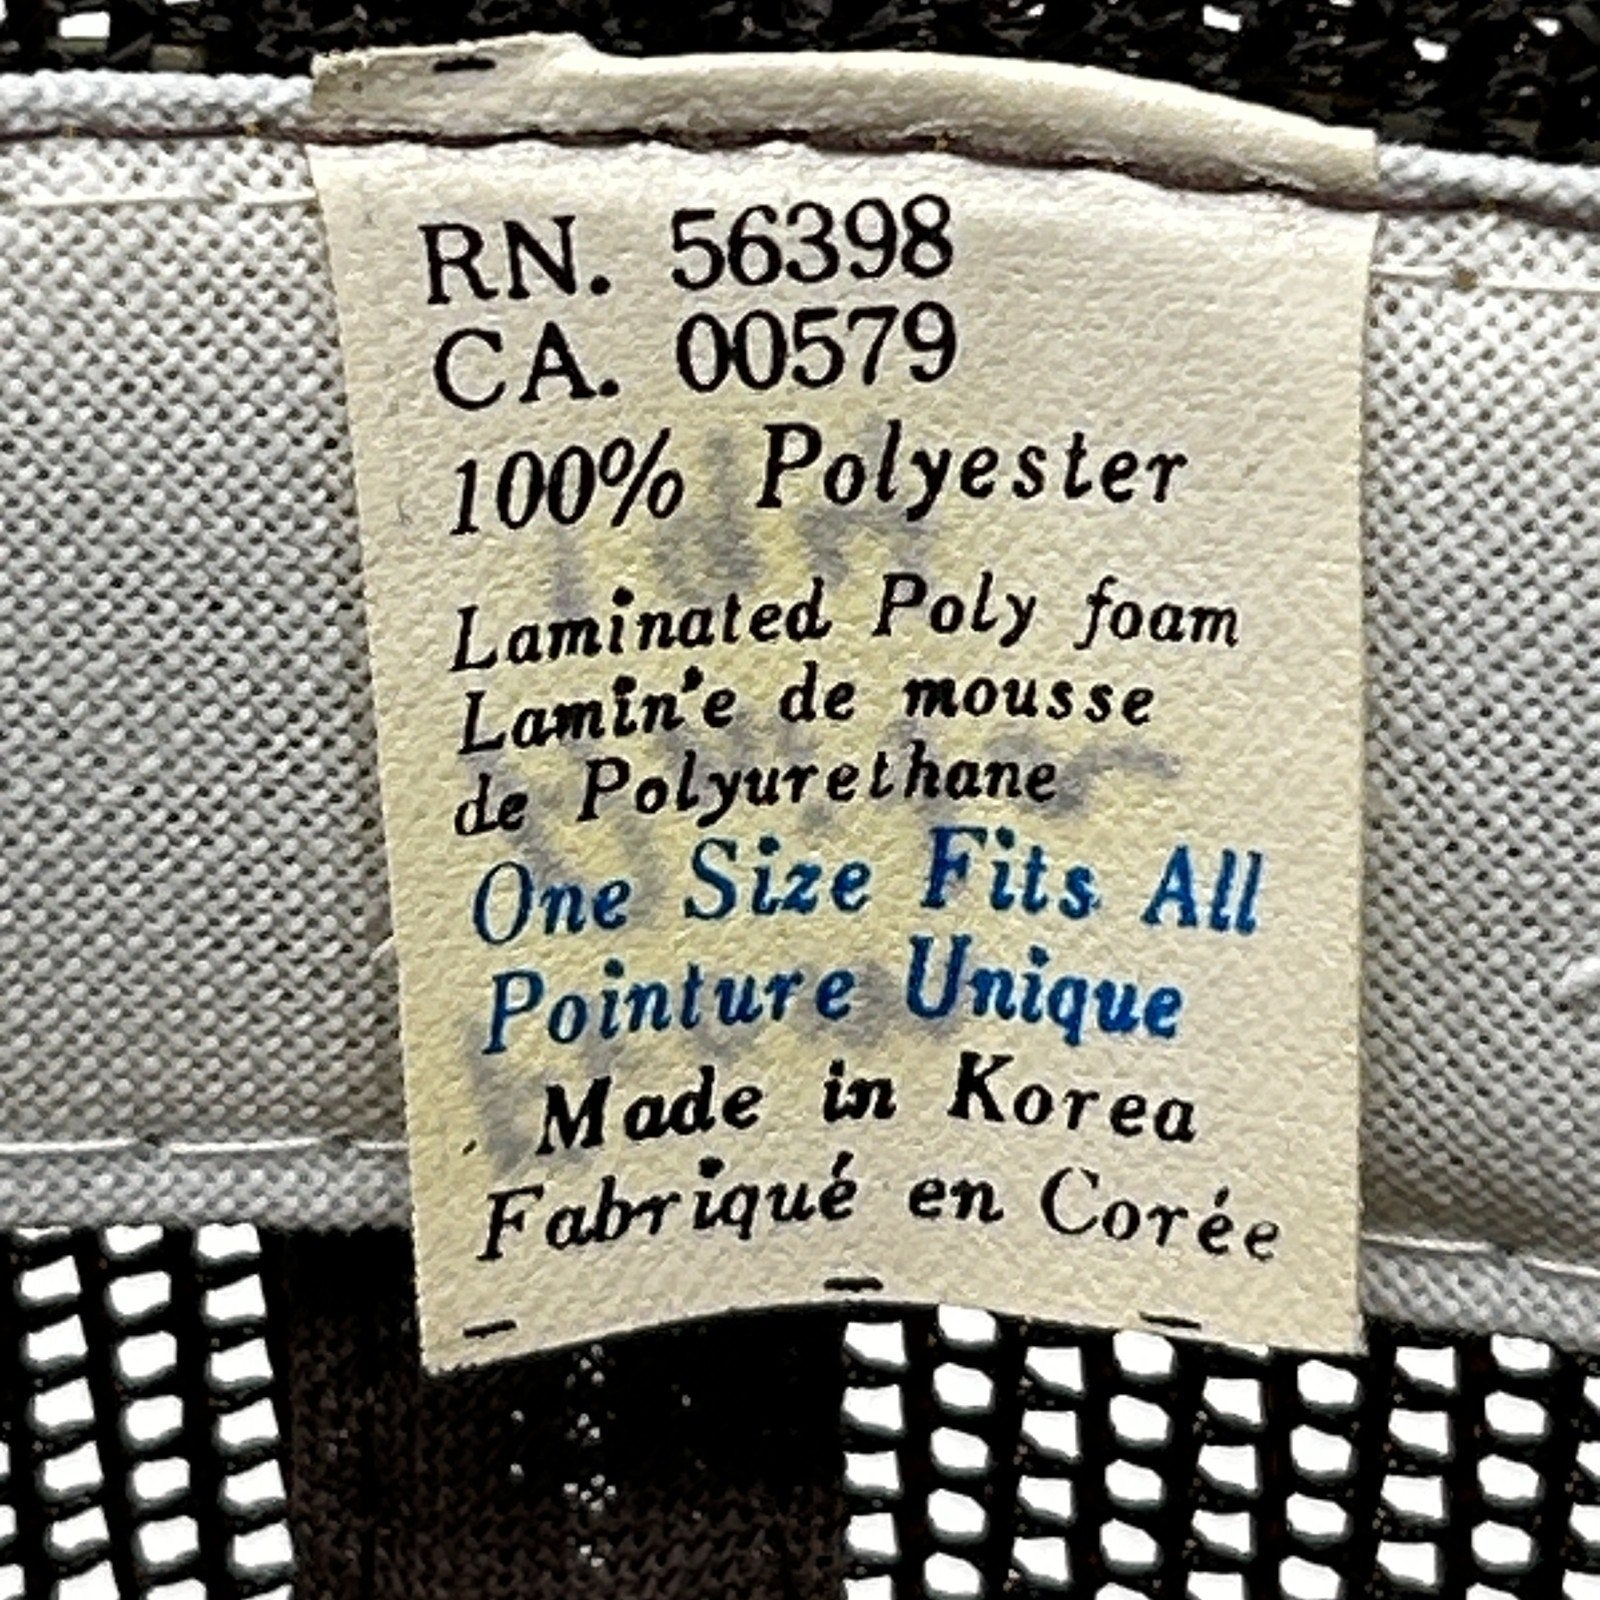 RN. 56398
CA. 00579
100% Polyester
Laminated Poly foam
Lamin'e de mousse
de Polyurethane
One Size Fits All
Pointure Unique
Made in Korea
Fabriqué en Corée